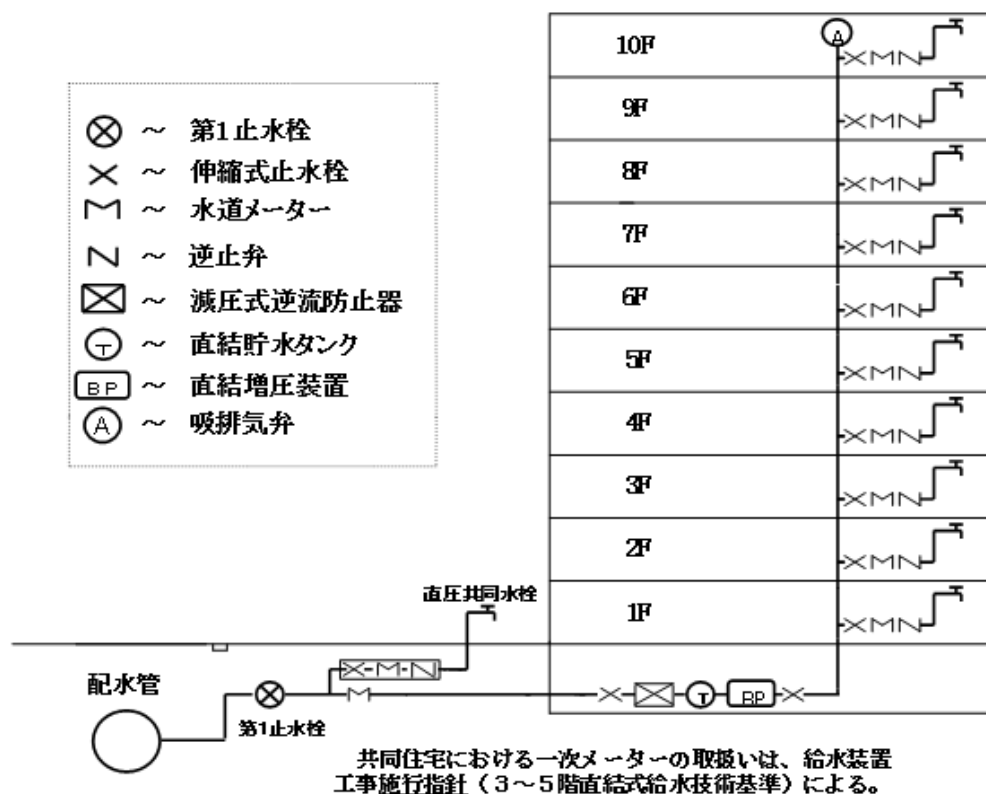 10F
A
9F
8F
7F
6F
5F
4F
3F
2F
1F
～ 第1止水栓
～ 伸縮式止水栓
～ 水道メーター
～ 逆止弁
～ 減圧式逆流防止器
T ～ 直結貯水タンク
BP ～ 直結増圧装置
A ～ 吸排気弁
直圧共同水栓
配水管
第1止水栓
T
BP
共同住宅における一次メーターの取扱いは、給水装置
工事施行指針（3～5階直結式給水技術基準）による。